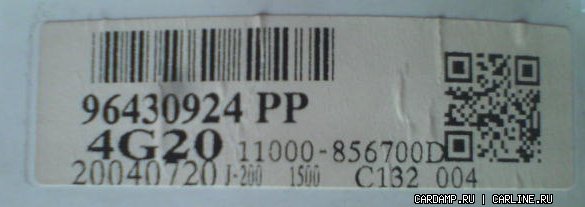 96430924 PP
4G20 11000-856700D
20040720 J-200 1500 C132 004
CARDAMP.RU | CARLINE.RU